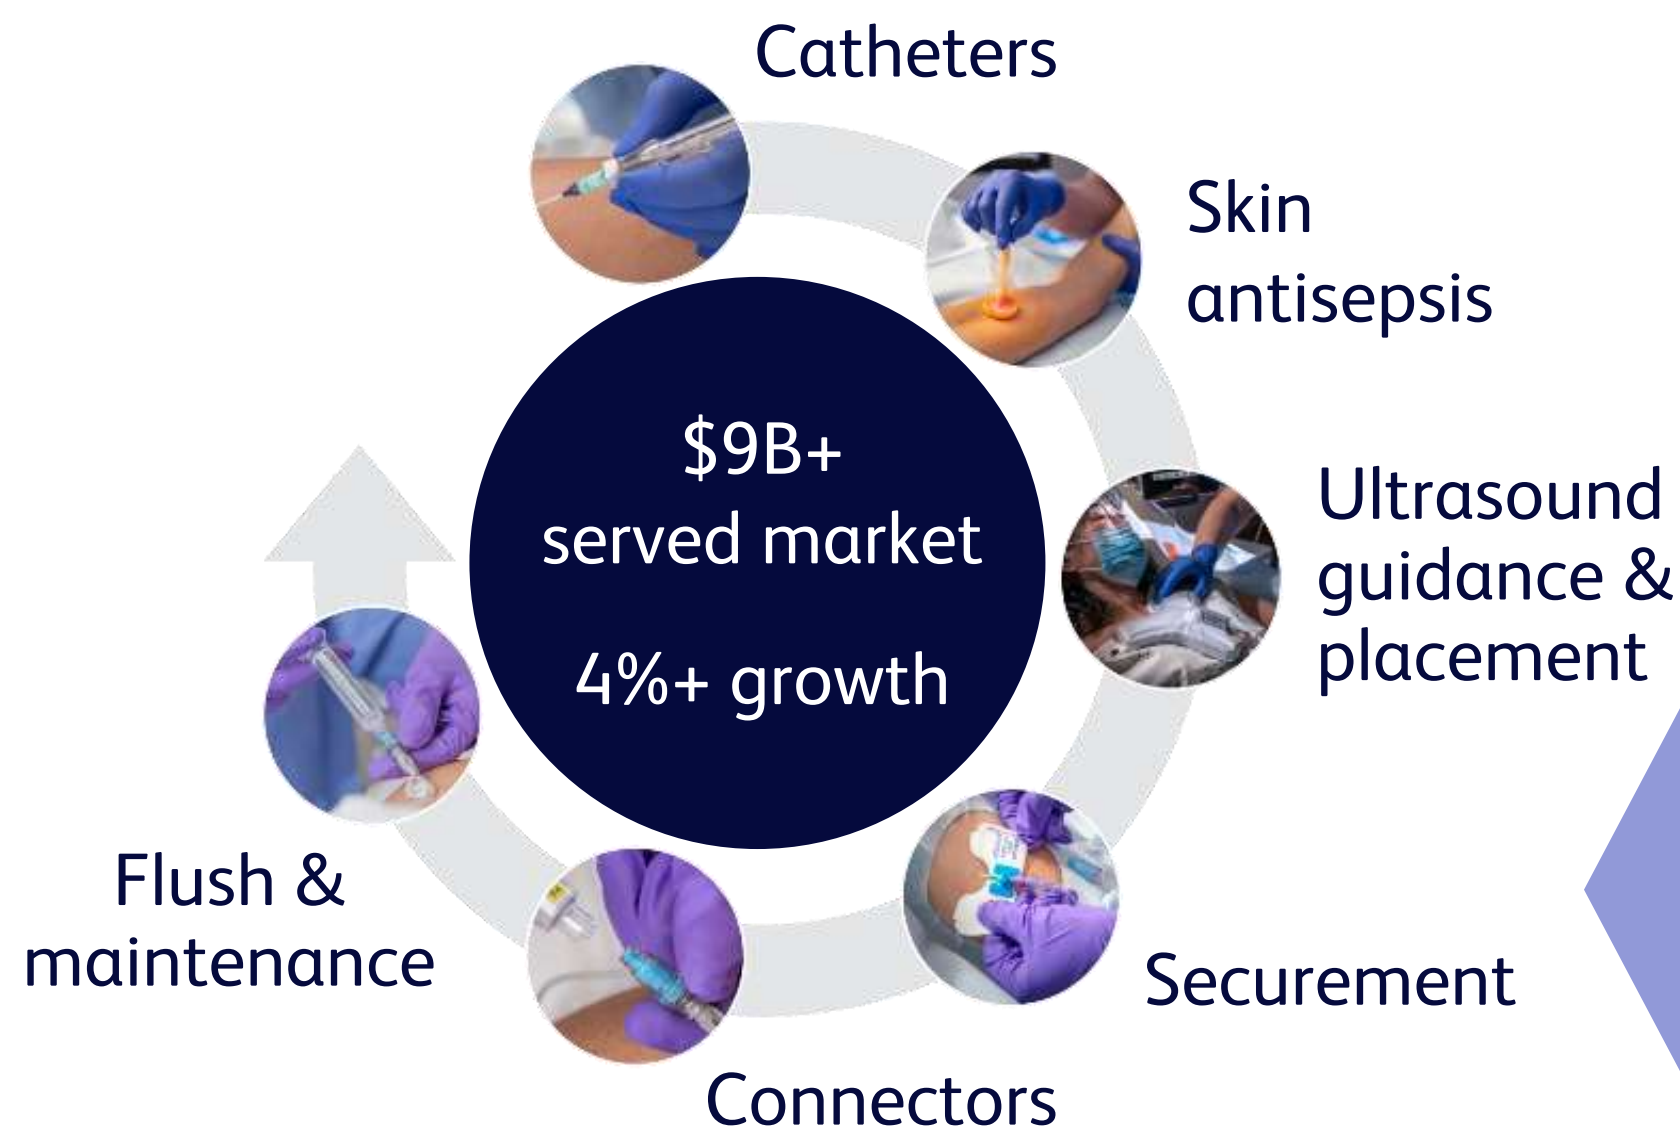 Catheters
Skin
antisepsis
Ultrasound
guidance &
placement
Securement
Connectors
Flush &
maintenance
$9B+
served market
4%+ growth